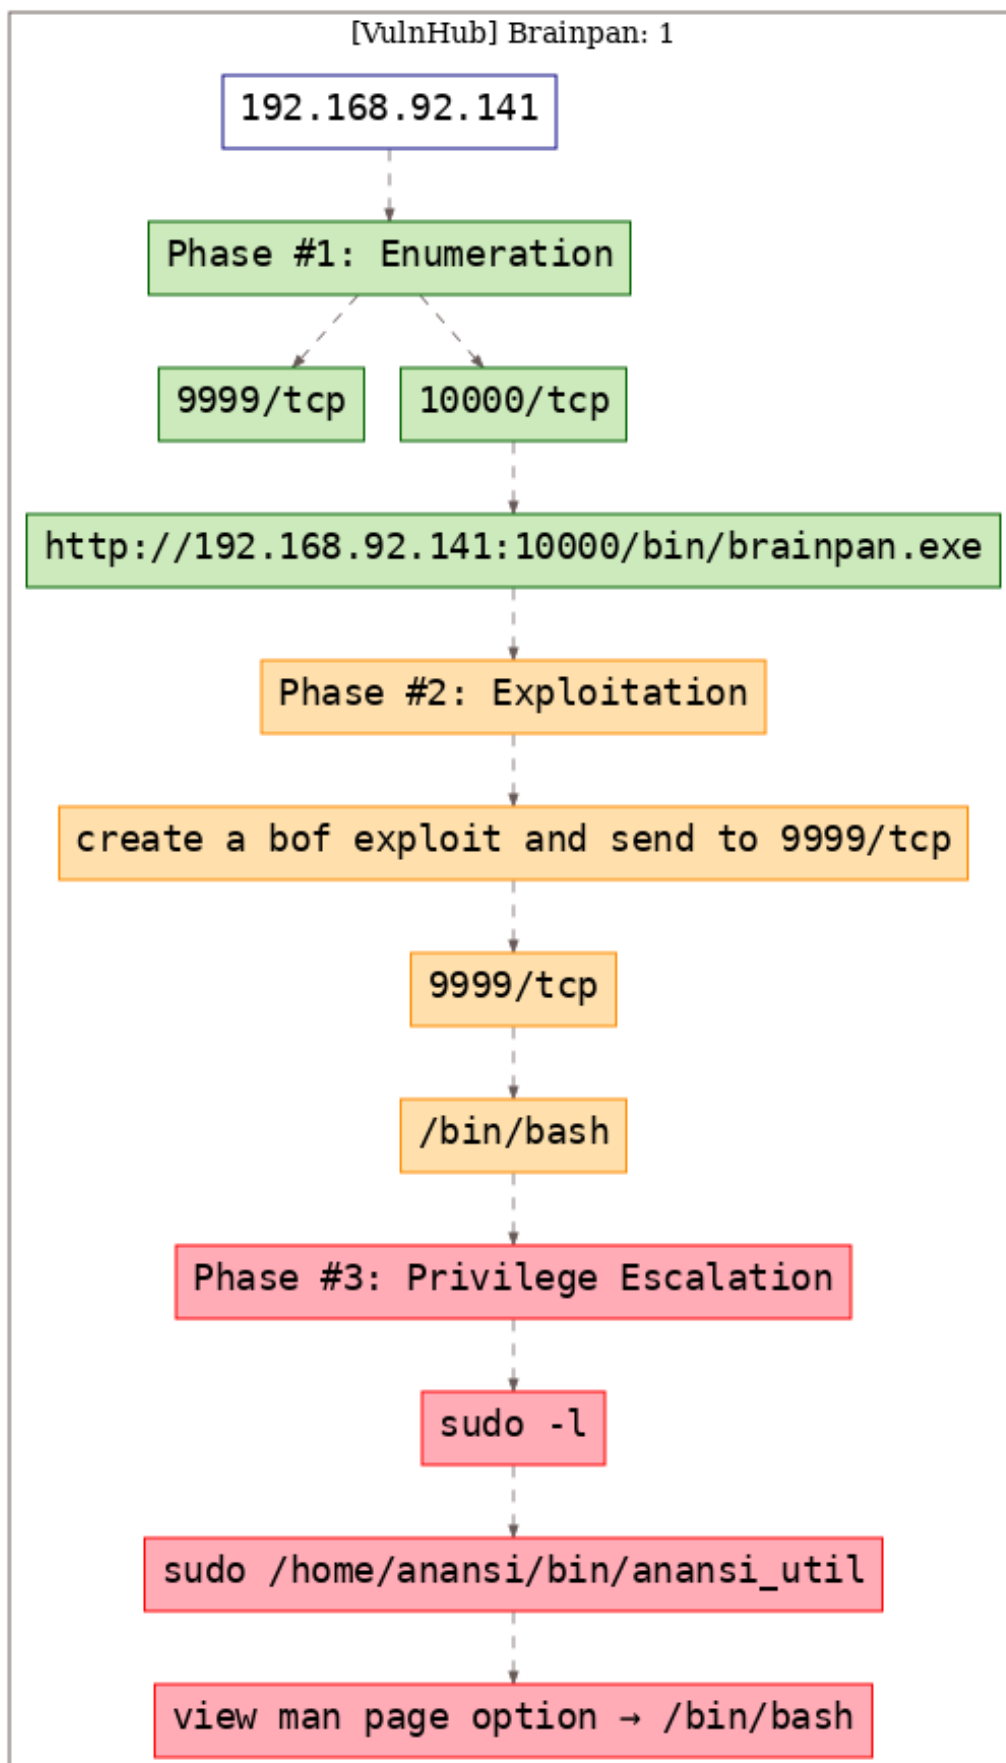 [VulnHub] Brainpan: 1
192.168.92.141
Phase #1: Enumeration
9999/tcp
10000/tcp
http://192.168.92.141:10000/bin/brainpan.exe
Phase #2: Exploitation
create a bof exploit and send to 9999/tcp
9999/tcp
/bin/bash
Phase #3: Privilege Escalation
sudo -l
sudo /home/anansi/bin/anansi_util
view man page option → /bin/bash